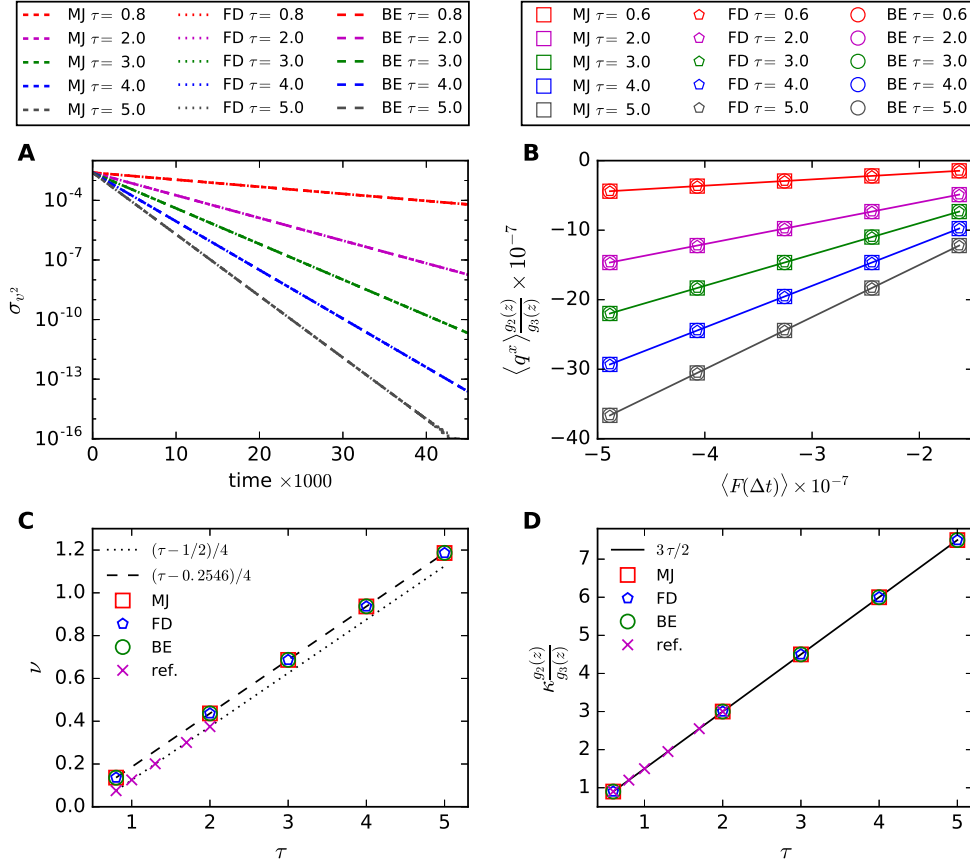 MJ τ= 0.8 FD τ= 0.8 BE τ= 0.8
MJ τ= 2.0 FD τ= 2.0 BE τ= 2.0
MJ τ= 3.0 FD τ= 3.0 BE τ= 3.0
MJ τ= 4.0 FD τ= 4.0 BE τ= 4.0
MJ τ= 5.0 FD τ= 5.0 BE τ= 5.0
MJ τ= 0.6 FD τ= 0.6 BE τ= 0.6
MJ τ= 2.0 FD τ= 2.0 BE τ= 2.0
MJ τ= 3.0 FD τ= 3.0 BE τ= 3.0
MJ τ= 4.0 FD τ= 4.0 BE τ= 4.0
MJ τ= 5.0 FD τ= 5.0 BE τ= 5.0
A
10⁻⁴
10⁻⁷
10⁻¹⁰
10⁻¹³
10⁻¹⁶
σ_{v²}
0 10 20 30 40
time ×1000
B
0
−10
−20
−30
−40
⟨q^x⟩ g₂(z)/g₃(z) × 10⁻⁷
−5 −4 −3 −2
⟨F(Δt)⟩ × 10⁻⁷
C
1.2
1.0
0.8
0.6
0.4
0.2
0.0
ν
(τ−1/2)/4
(τ−0.2546)/4
MJ
FD
BE
ref.
1 2 3 4 5
τ
D
7
6
5
4
3
2
1
κ g₂(z)/g₃(z)
3τ/2
MJ
FD
BE
ref.
1 2 3 4 5
τ